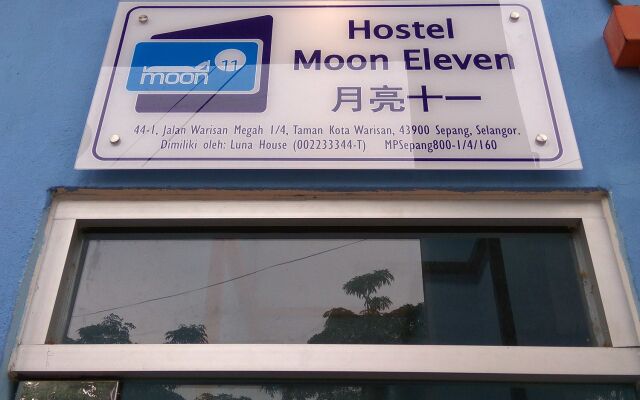 moon 11
Hostel
Moon Eleven
月亮十一
44-1, Jalan Warisan Megah 1/4, Taman Kota Warisan, 43900 Sepang, Selangor.
Dimiliki oleh: Luna House (002233344-T) MPSepang800-1/4/160